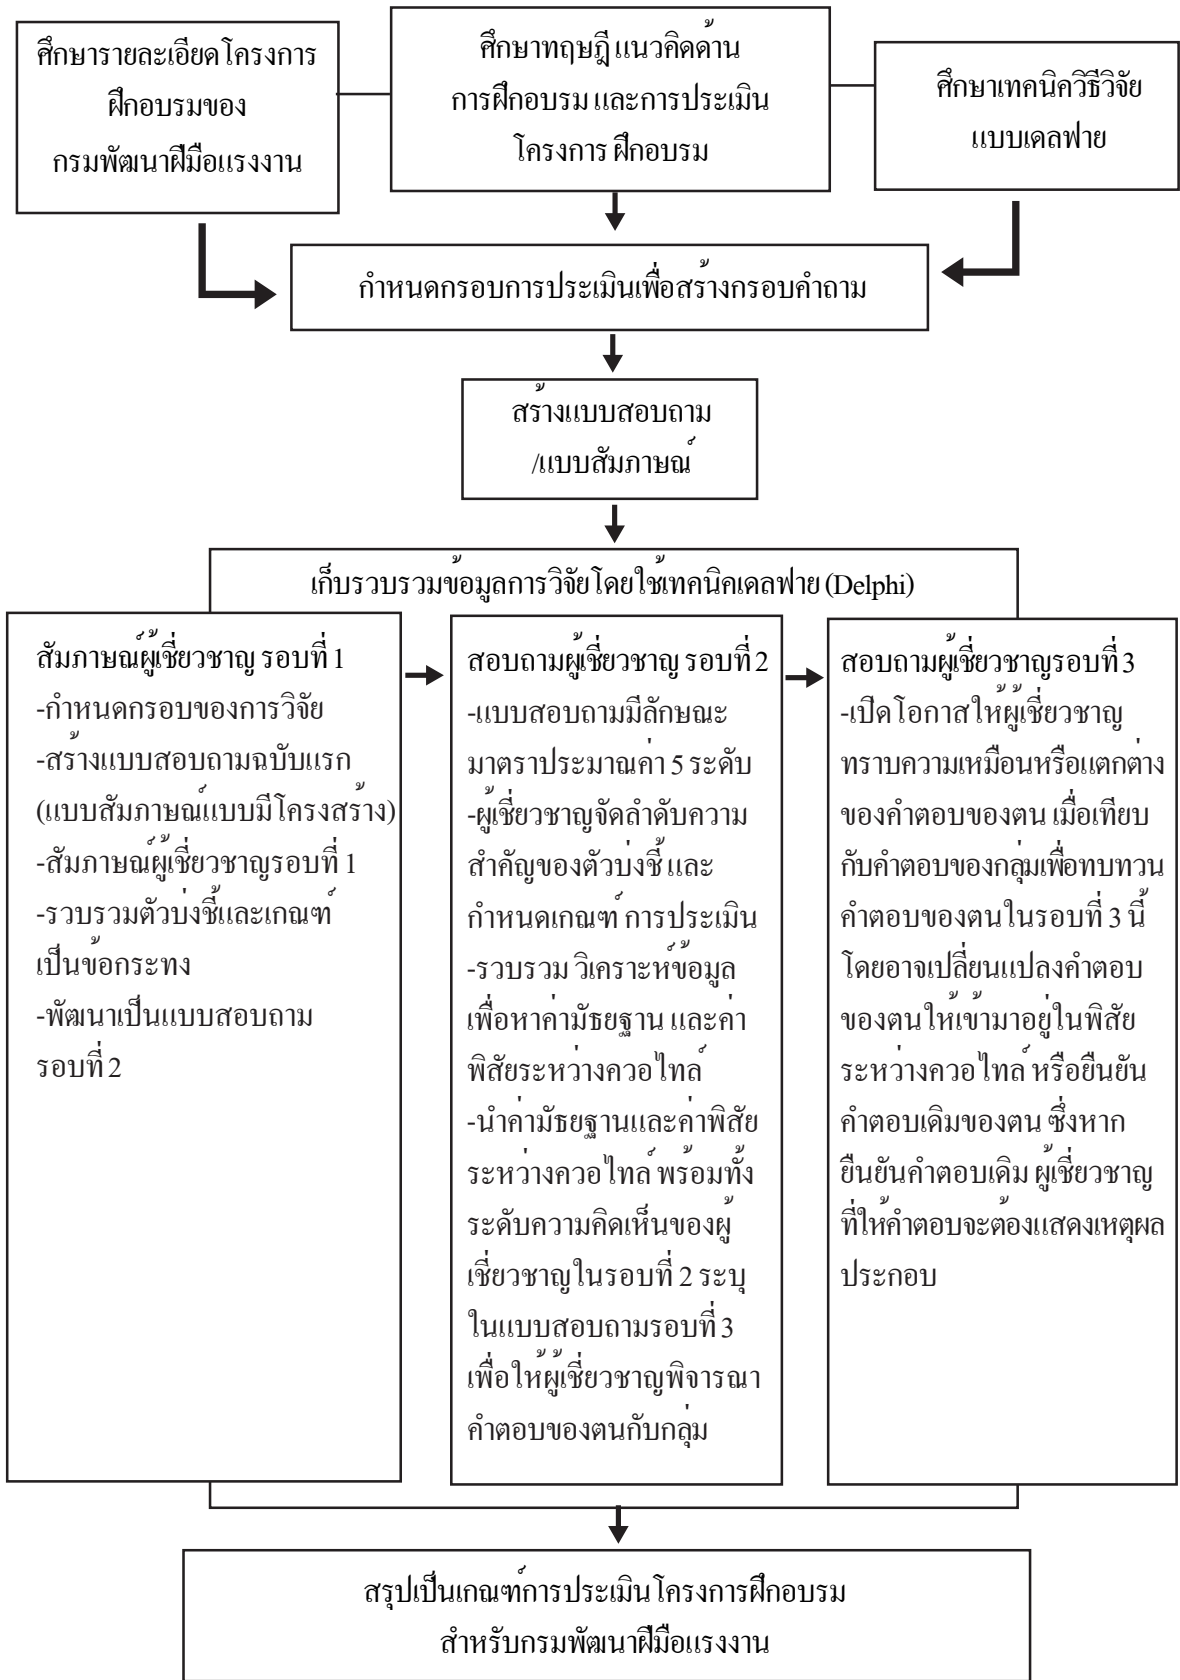 ศึกษารายละเอียดโครงการ
ฝึกอบรมของ
กรมพัฒนาฝีมือแรงงาน
ศึกษาทฤษฎี แนวคิดด้าน
การฝึกอบรม และการประเมิน
โครงการ ฝึกอบรม
ศึกษาเทคนิควิธีวิจัย
แบบเดลฟาย
กำหนดกรอบการประเมินเพื่อสร้างกรอบคำถาม
สร้างแบบสอบถาม
/แบบสัมภาษณ์
เก็บรวบรวมข้อมูลการวิจัยโดยใช้เทคนิคเดลฟาย (Delphi)
สัมภาษณ์ผู้เชี่ยวชาญ รอบที่ 1
-กำหนดกรอบของการวิจัย
-สร้างแบบสอบถามฉบับแรก
(แบบสัมภาษณ์แบบมีโครงสร้าง)
-สัมภาษณ์ผู้เชี่ยวชาญรอบที่ 1
-รวบรวมตัวบ่งชี้และเกณฑ์
เป็นข้อกระทง
-พัฒนาเป็นแบบสอบถาม
รอบที่ 2
สอบถามผู้เชี่ยวชาญ รอบที่ 2
-แบบสอบถามมีลักษณะ
มาตราประมาณค่า 5 ระดับ
-ผู้เชี่ยวชาญจัดลำดับความ
สำคัญของตัวบ่งชี้ และ
กำหนดเกณฑ์ การประเมิน
-รวบรวม วิเคราะห์ข้อมูล
เพื่อหาค่ามัธยฐาน และค่า
พิสัยระหว่างควอไทล์
-นำค่ามัธยฐานและค่าพิสัย
ระหว่างควอไทล์ พร้อมทั้ง
ระดับความคิดเห็นของผู้
เชี่ยวชาญในรอบที่ 2 ระบุ
ในแบบสอบถามรอบที่ 3
เพื่อให้ผู้เชี่ยวชาญพิจารณา
คำตอบของตนกับกลุ่ม
สอบถามผู้เชี่ยวชาญรอบที่ 3
-เปิดโอกาสให้ผู้เชี่ยวชาญ
ทราบความเหมือนหรือแตกต่าง
ของคำตอบของตน เมื่อเทียบ
กับคำตอบของกลุ่มเพื่อทบทวน
คำตอบของตนในรอบที่ 3 นี้
โดยอาจเปลี่ยนแปลงคำตอบ
ของตนให้เข้ามาอยู่ในพิสัย
ระหว่างควอไทล์ หรือยืนยัน
คำตอบเดิมของตน ซึ่งหาก
ยืนยันคำตอบเดิม ผู้เชี่ยวชาญ
ที่ให้คำตอบจะต้องแสดงเหตุผล
ประกอบ
สรุปเป็นเกณฑ์การประเมิน โครงการฝึกอบรม
สำหรับกรมพัฒนาฝีมือแรงงาน